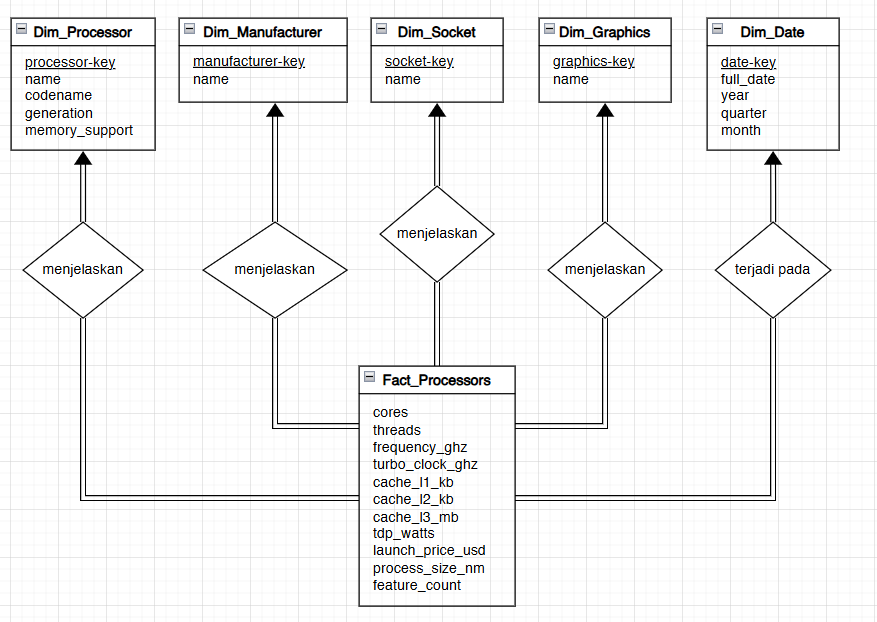 Dim_Processor
processor-key
name
codename
generation
memory_support
Dim_Manufacturer
manufacturer-key
name
Dim_Socket
socket-key
name
Dim_Graphics
graphics-key
name
Dim_Date
date-key
full_date
year
quarter
month
menjelaskan
menjelaskan
menjelaskan
menjelaskan
terjadi pada
Fact_Processors
cores
threads
frequency_ghz
turbo_clock_ghz
cache_l1_kb
cache_l2_kb
cache_l3_mb
tdp_watts
launch_price_usd
process_size_nm
feature_count